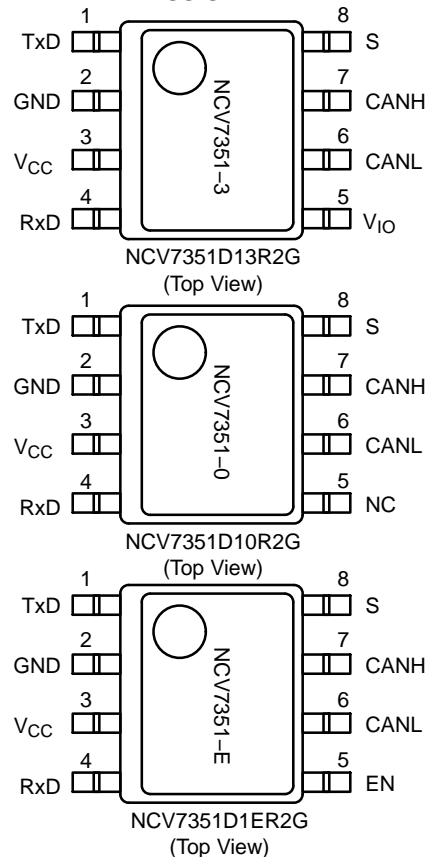 1 8
TxD S
2 7
GND CANH
NCV7351–3
3 6
VCC CANL
4 5
RxD VIO
NCV7351D13R2G
(Top View)
1 8
TxD S
2 7
GND CANH
NCV7351–0
3 6
VCC CANL
4 5
RxD NC
NCV7351D10R2G
(Top View)
1 8
TxD S
2 7
GND CANH
NCV7351–E
3 6
VCC CANL
4 5
RxD EN
NCV7351D1ER2G
(Top View)